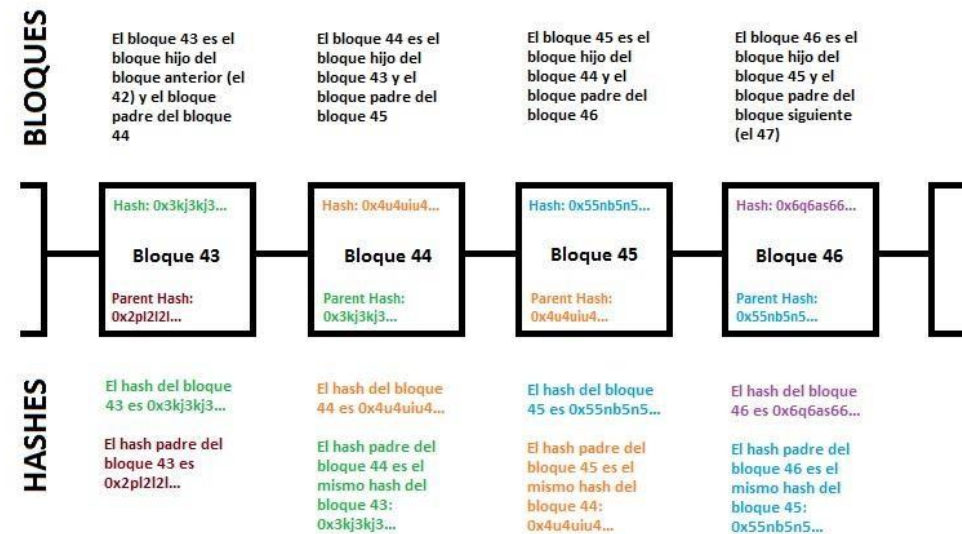 BLOQUES
El bloque 43 es el
bloque hijo del
bloque anterior (el
42) y el bloque
padre del bloque
44
El bloque 44 es el
bloque hijo del
bloque 43 y el
bloque padre del
bloque 45
El bloque 45 es el
bloque hijo del
bloque 44 y el
bloque padre del
bloque 46
El bloque 46 es el
bloque hijo del
bloque 45 y el
bloque padre del
bloque siguiente
(el 47)
Hash: 0x3kj3kj3...
Bloque 43
Parent Hash:
0x2pl2l2l...
Hash: 0x4u4uiu4...
Bloque 44
Parent Hash:
0x3kj3kj3...
Hash: 0x55nb5n5...
Bloque 45
Parent Hash:
0x4u4uiu4...
Hash: 0x6q6as66...
Bloque 46
Parent Hash:
0x55nb5n5...
HASHES
El hash del bloque
43 es 0x3kj3kj3...
El hash padre del
bloque 43 es
0x2pl2l2l...
El hash del bloque
44 es 0x4u4uiu4...
El hash padre del
bloque 44 es el
mismo hash del
bloque 43:
0x3kj3kj3...
El hash del bloque
45 es 0x55nb5n5...
El hash padre del
bloque 45 es el
mismo hash del
bloque 44:
0x4u4uiu4...
El hash del bloque
46 es 0x6q6as66...
El hash padre del
bloque 46 es el
mismo hash del
bloque 45:
0x55nb5n5...